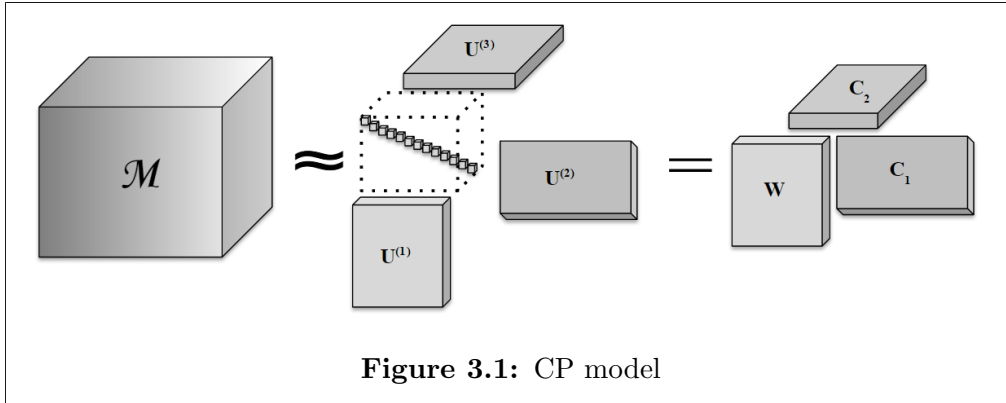 U⁽³⁾
C₂
ℳ
≈
U⁽²⁾
=
W
C₁
U⁽¹⁾
Figure 3.1: CP model